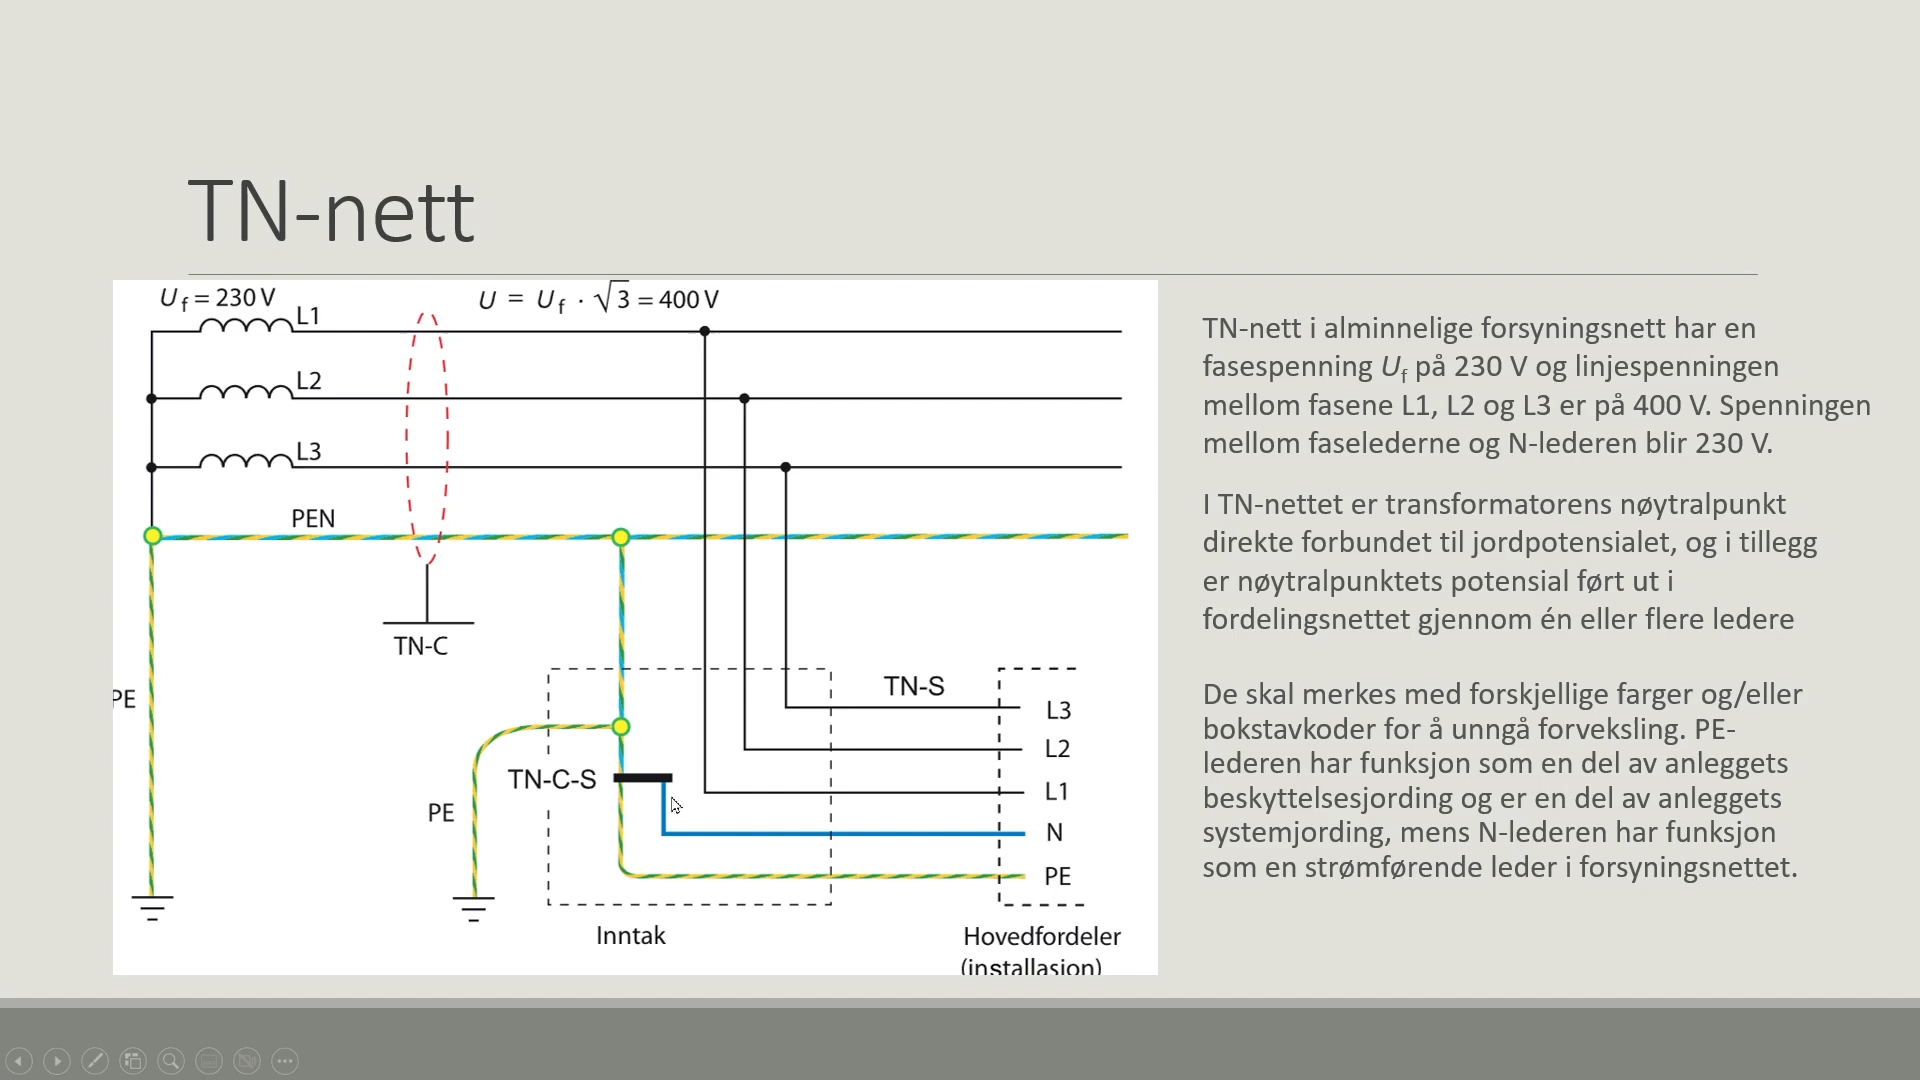 TN-nett
U f = 230 V
U = U f · √3 = 400 V
L1
L2
L3
PEN
TN-C
PE
TN-S
L3
L2
TN-C-S
L1
PE
N
PE
Inntak
Hovedfordeler
(installasjon)
TN-nett i alminnelige forsyningsnett har en
fasespenning Uf på 230 V og linjespenningen
mellom fasene L1, L2 og L3 er på 400 V. Spenningen
mellom faselederne og N-lederen blir 230 V.
I TN-nettet er transformatorens nøytralpunkt
direkte forbundet til jordpotensialet, og i tillegg
er nøytralpunktets potensial ført ut i
fordelingsnettet gjennom én eller flere ledere
De skal merkes med forskjellige farger og/eller
bokstavkoder for å unngå forveksling. PE-
lederen har funksjon som en del av anleggets
beskyttelsesjording og er en del av anleggets
systemjording, mens N-lederen har funksjon
som en strømførende leder i forsyningsnettet.